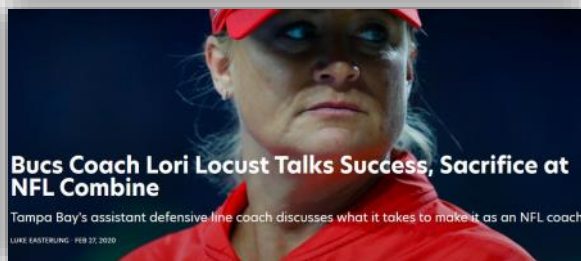 Bucs Coach Lori Locust Talks Success, Sacrifice at
NFL Combine
Tampa Bay's assistant defensive line coach discusses what it takes to make it as an NFL coach
LUKE EASTERLING · FEB 27, 2020